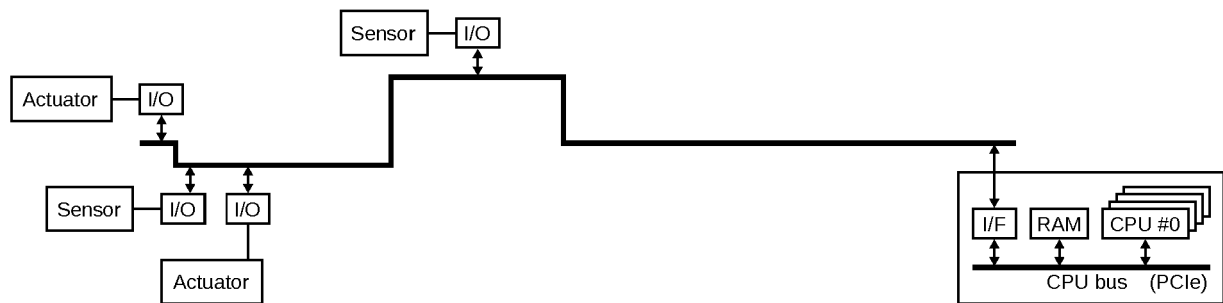 Sensor I/O
Actuator I/O
Sensor I/O I/O
Actuator
I/F RAM CPU #0
CPU bus (PCIe)